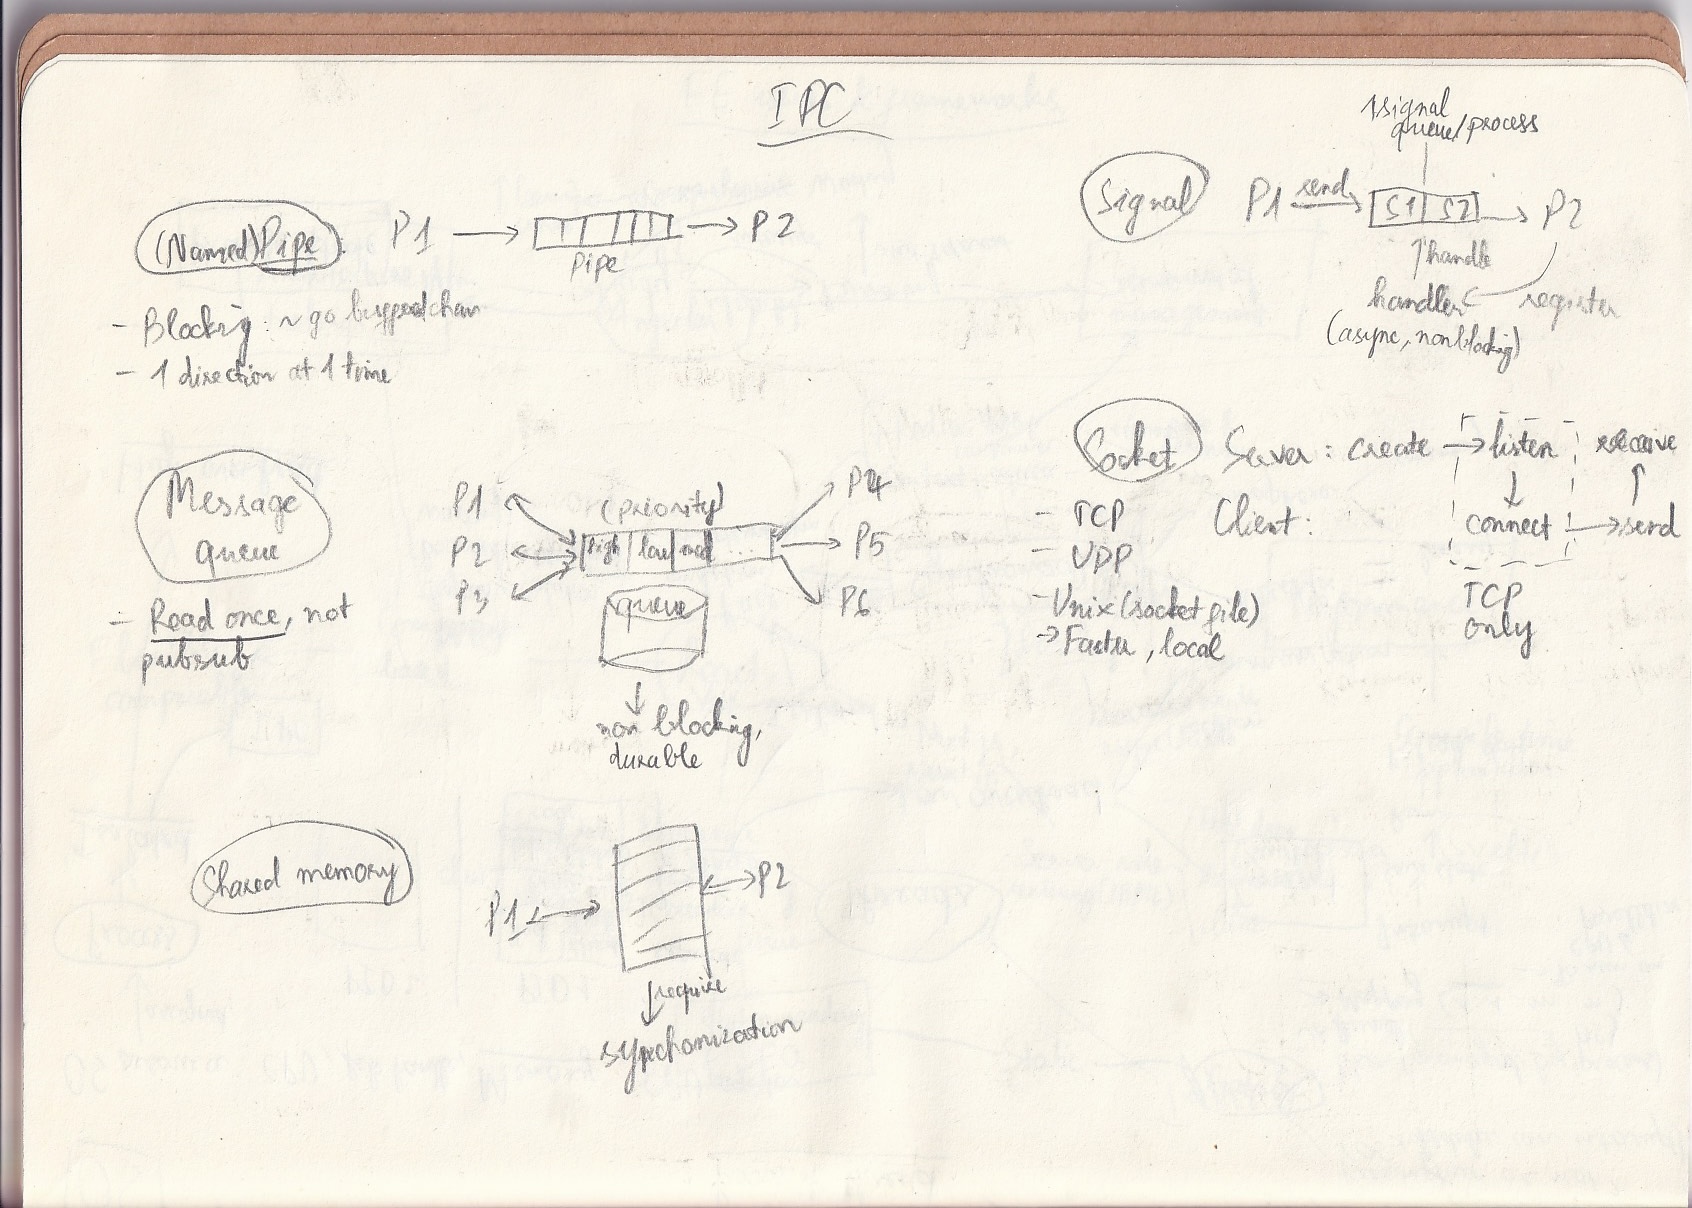 IPC
(Named) Pipe :
P1
P2
pipe
- Blocking : ~ go buffered chan
- 1 direction at 1 time
Message
queue
- Read once, not
pubsub
P1
P2
P3
(priority)
high low med ...
P4
P5
P6
queue
non blocking,
durable
Shared memory
P1
P2
require
synchonization
1 signal
queue/process
Signal
P1 send S1 S2 P2
handle
handler register
(async, non blocking)
Socket
Server : create listen receive
Client : connect send
TCP
only
- TCP
- UDP
- Unix (socket file)
→ Faster, local